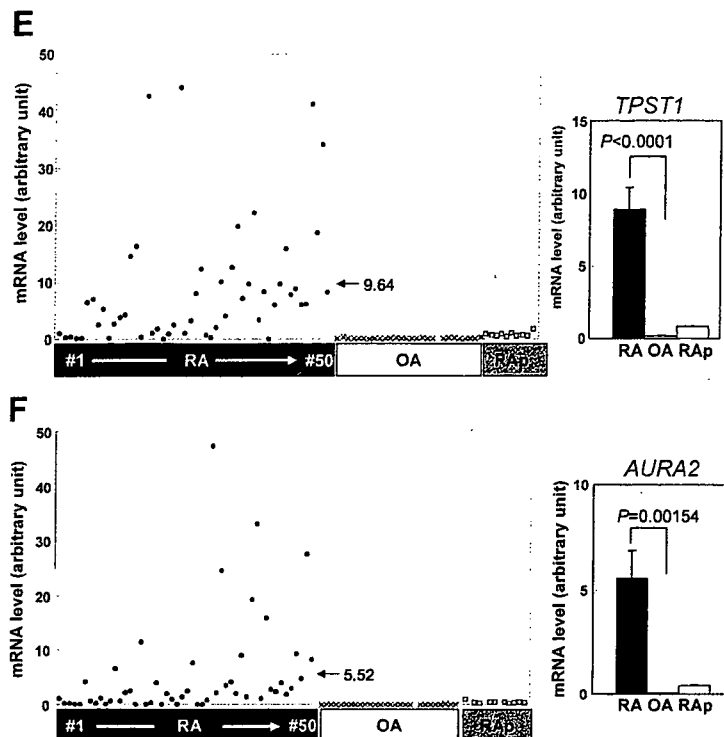 E
mRNA level (arbitrary unit)
50
40
30
20
10
0
9.64
#1 RA #50 OA RAp
TPST1
mRNA level (arbitrary unit)
15
10
5
0
P<0.0001
RA OA RAp
F
mRNA level (arbitrary unit)
50
40
30
20
10
0
5.52
#1 RA #50 OA RAp
AURA2
mRNA level (arbitrary unit)
10
5
0
P=0.00154
RA OA RAp